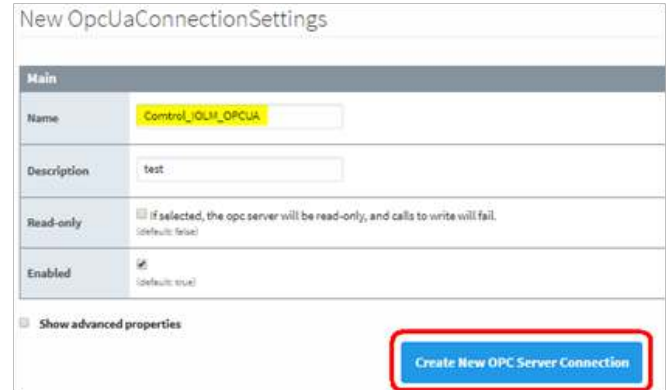 New OpcUaConnectionSettings
Main
Name
Comtrol_IOLM_OPCUA
Description
test
Read-only
If selected, the opc server will be read-only, and calls to write will fail.
(default: false)
Enabled
(default: true)
Show advanced properties
Create New OPC Server Connection